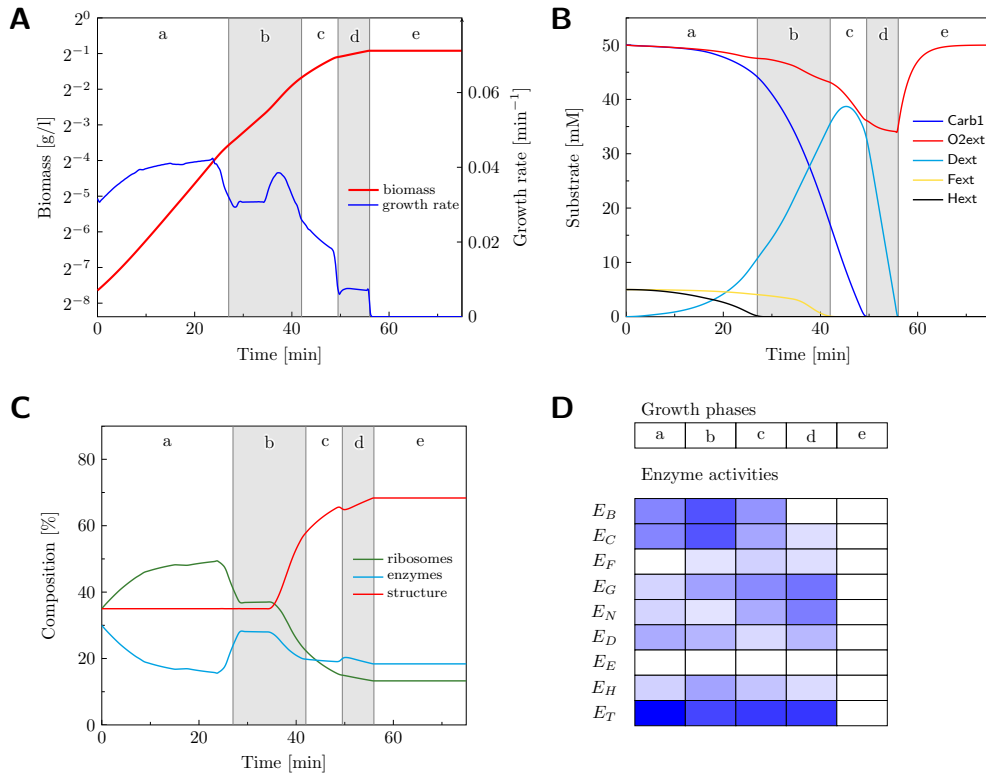 A
2⁰
2⁻¹
2⁻²
2⁻³
2⁻⁴
2⁻⁵
2⁻⁶
2⁻⁷
2⁻⁸
Biomass [g/l]
a b c d e
biomass
growth rate
0.06
0.04
0.02
0
Growth rate [min⁻¹]
0 20 40 60
Time [min]
B
50
40
30
20
10
0
Substrate [mM]
a b c d e
Carb1
O2ext
Dext
Fext
Hext
0 20 40 60
Time [min]
C
80
60
40
20
0
Composition [%]
a b c d e
ribosomes
enzymes
structure
0 20 40 60
Time [min]
D
Growth phases
a b c d e
Enzyme activities
E_B
E_C
E_F
E_G
E_N
E_D
E_E
E_H
E_T